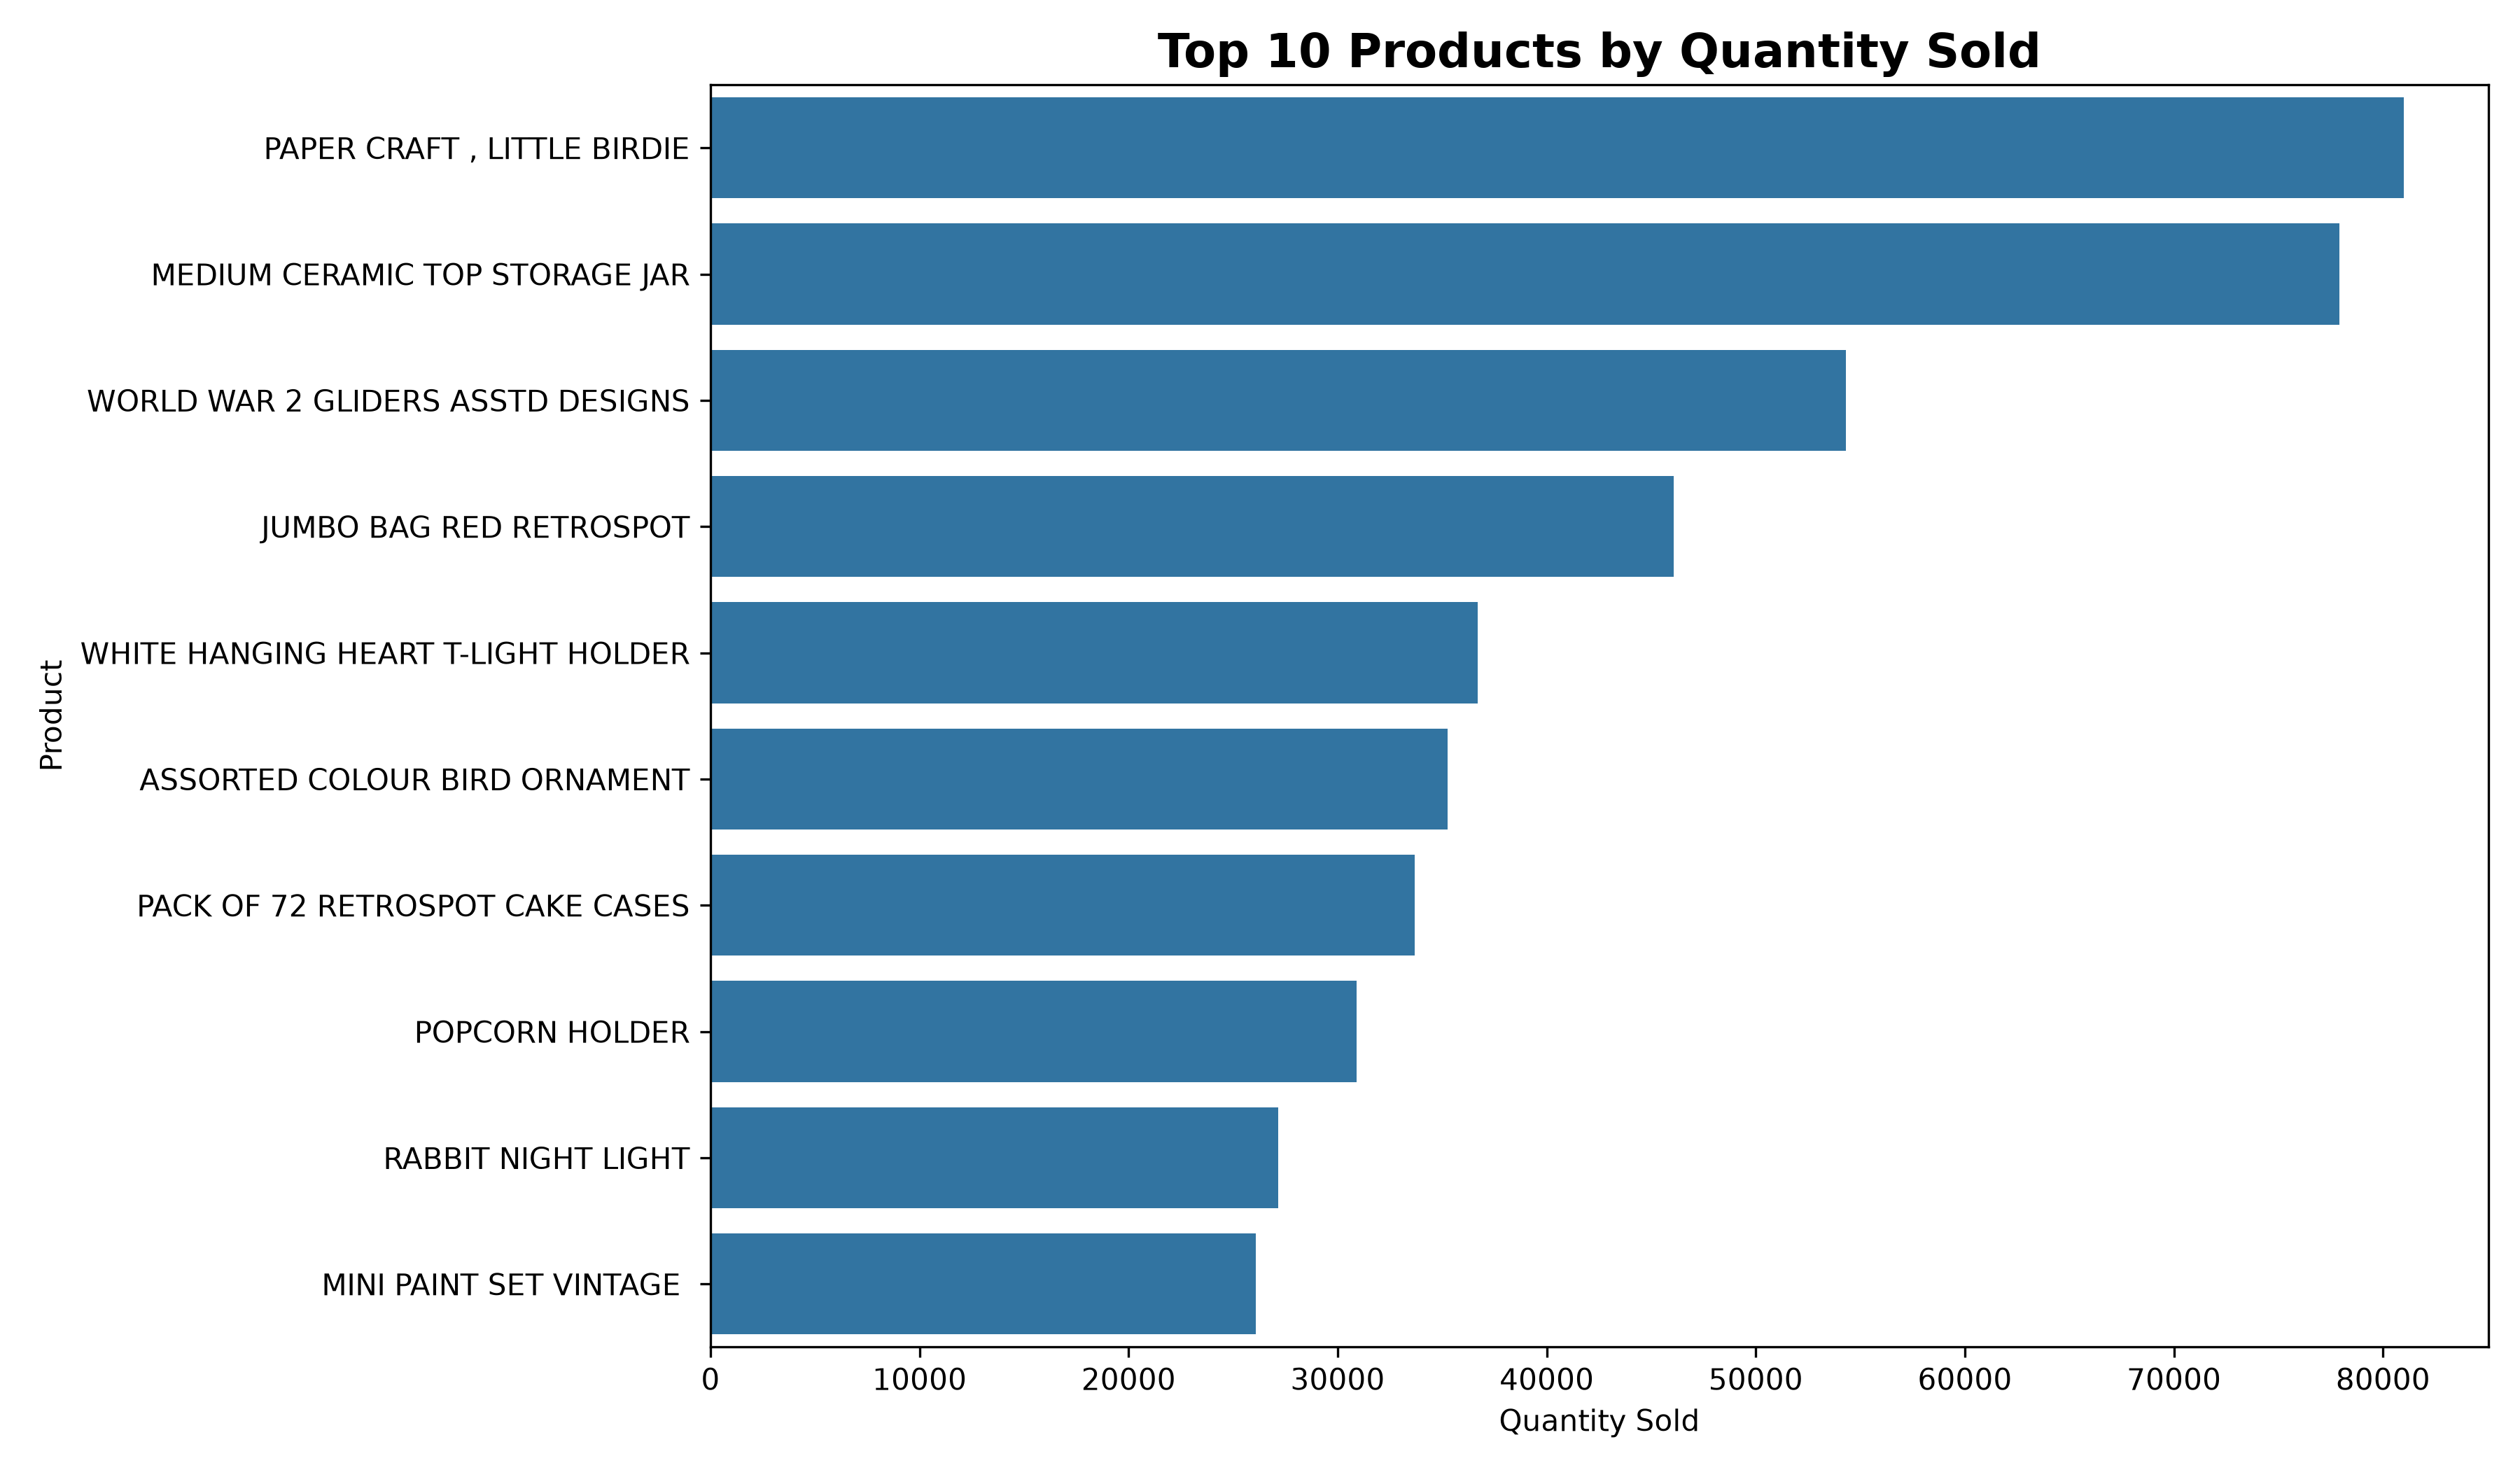 Top 10 Products by Quantity Sold
PAPER CRAFT , LITTLE BIRDIE
MEDIUM CERAMIC TOP STORAGE JAR
WORLD WAR 2 GLIDERS ASSTD DESIGNS
JUMBO BAG RED RETROSPOT
WHITE HANGING HEART T-LIGHT HOLDER
ASSORTED COLOUR BIRD ORNAMENT
PACK OF 72 RETROSPOT CAKE CASES
POPCORN HOLDER
RABBIT NIGHT LIGHT
MINI PAINT SET VINTAGE
Product
0 10000 20000 30000 40000 50000 60000 70000 80000
Quantity Sold